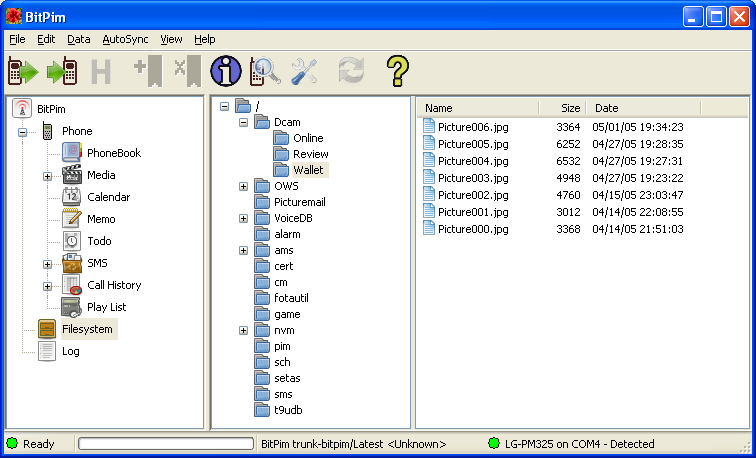 BitPim
File Edit Data AutoSync View Help
BitPim
Phone
PhoneBook
Media
Calendar
Memo
Todo
SMS
Call History
Play List
Filesystem
Log
/
Dcam
Online
Review
Wallet
OWS
Picturemail
VoiceDB
alarm
ams
cert
cm
fotautil
game
nvm
pim
sch
setas
sms
t9udb
Name Size Date
Picture006.jpg 3364 05/01/05 19:34:23
Picture005.jpg 6252 04/27/05 19:28:35
Picture004.jpg 6532 04/27/05 19:27:31
Picture003.jpg 4948 04/27/05 19:23:22
Picture002.jpg 4760 04/15/05 23:03:47
Picture001.jpg 3012 04/14/05 22:08:55
Picture000.jpg 3368 04/14/05 21:51:03
Ready BitPim trunk-bitpim/Latest <Unknown> LG-PM325 on COM4 - Detected